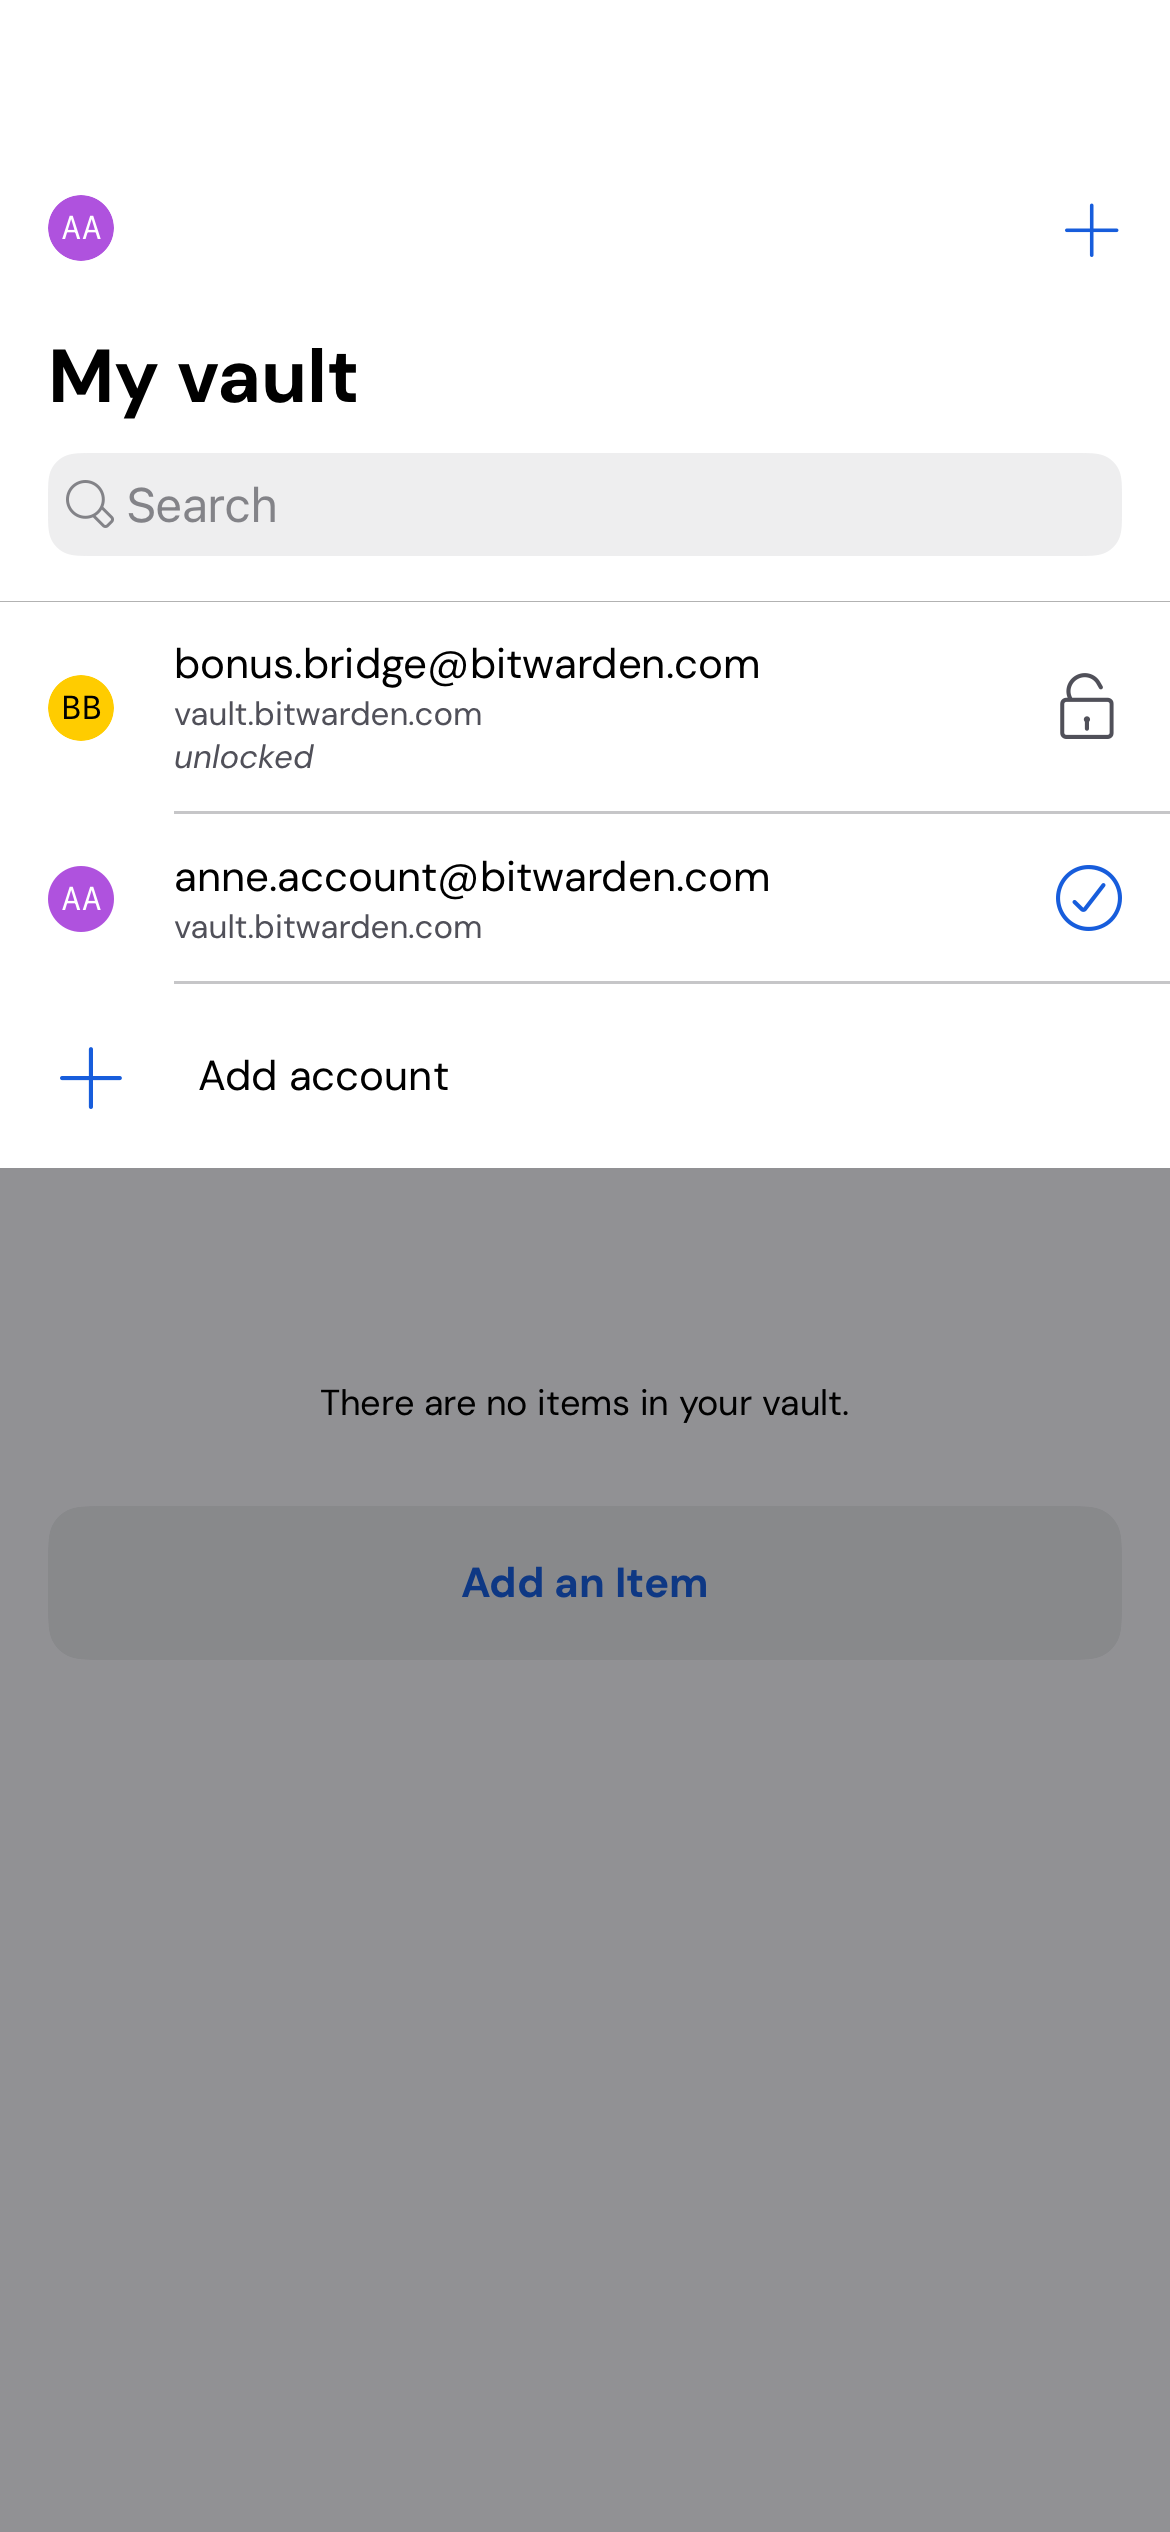 AA
My vault
Search
BB
bonus.bridge@bitwarden.com
vault.bitwarden.com
unlocked
AA
anne.account@bitwarden.com
vault.bitwarden.com
Add account
There are no items in your vault.
Add an Item